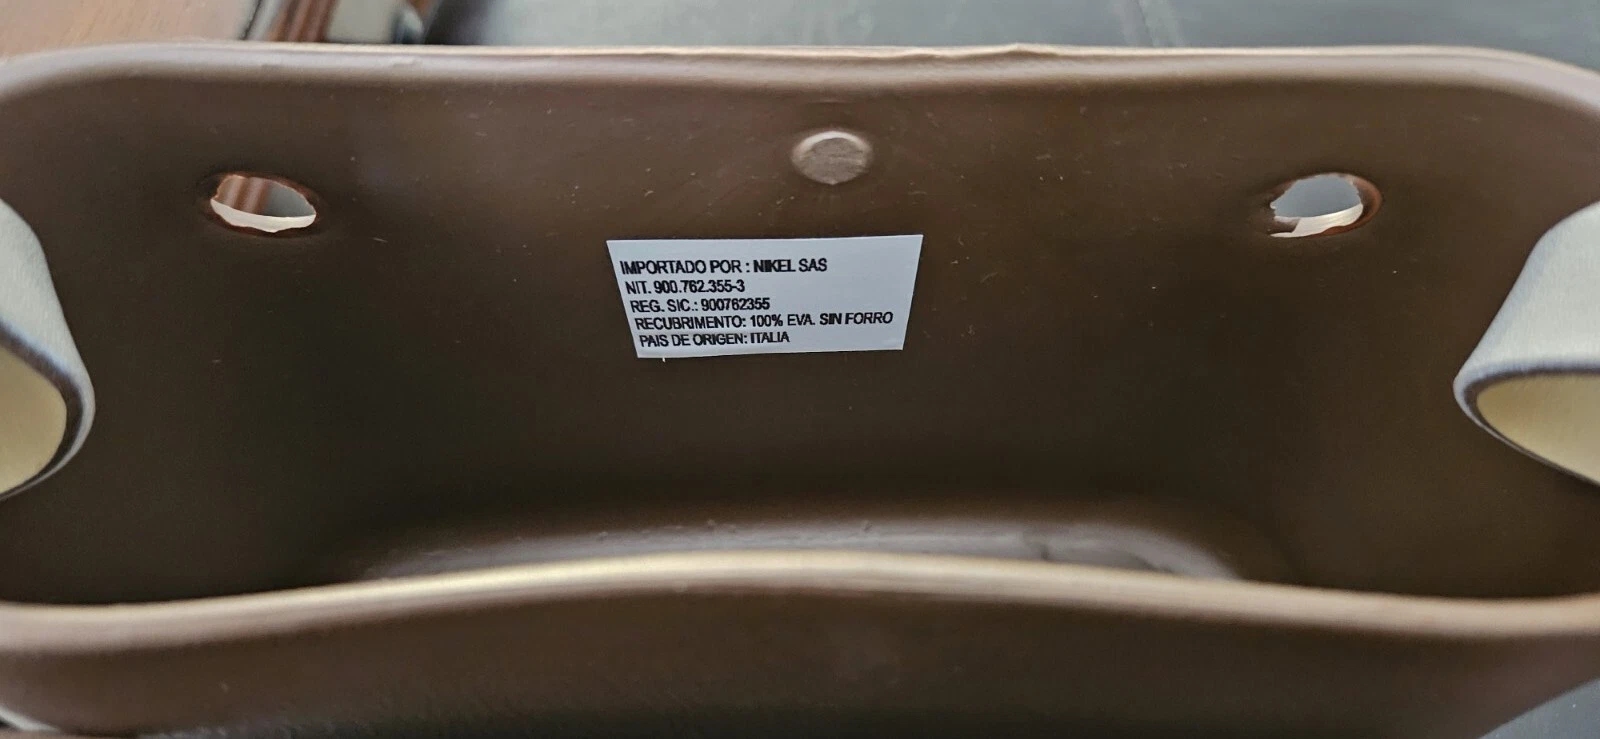 IMPORTADO POR : NIKEL SAS
NIT. 900.762.355-3
REG. SIC.: 900762355
RECUBRIMENTO: 100% EVA. SIN FORRO
PAIS DE ORIGEN: ITALIA